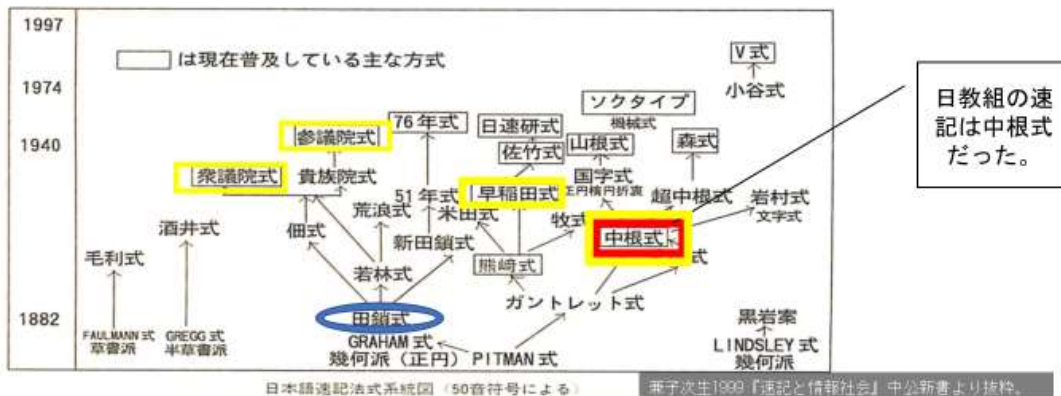 1997
は現在普及している主な方式
V式
小谷式
1974
ソクタイプ
機械式
76年式
日速研式
参議院式
1940
佐竹式
山根式
森式
衆議院式
貴族院式
国字式
正円楕円折衷
51年式
早稲田式
超中根式
岩村式
文字式
荒浪式
米田式
酒井式
佃式
新田鎖式
牧式
中根式
毛利式
若林式
熊崎式
式
ガントレット式
1882
田鎖式
黒岩案
FAULMANN式
草書派
GREGG式
半草書派
GRAHAM式
幾何派（正円）
PITMAN式
LINDSLEY式
幾何派
日本語速記法式系統図（50音符号による）
兼子次生1999『速記と情報社会』中公新書より抜粋。
日教組の速
記は中根式
だった。